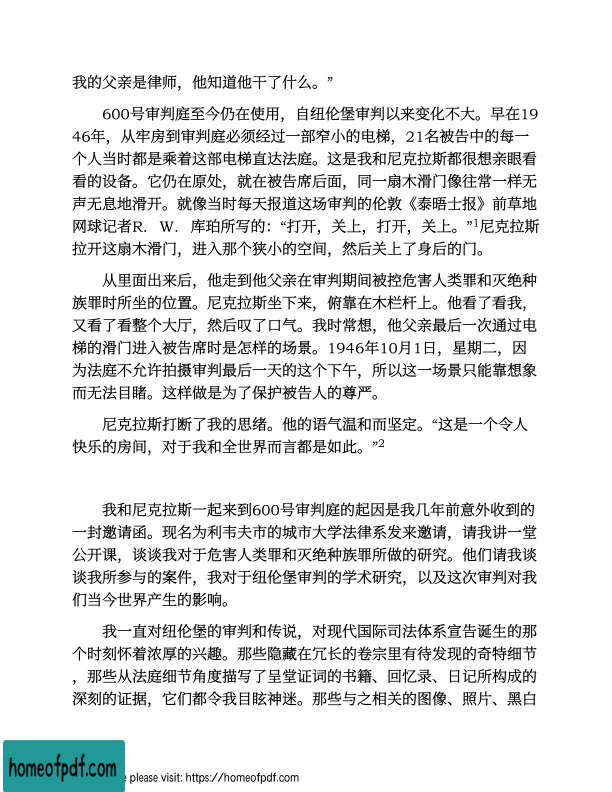 我的父亲是律师，他知道他干了什么。”
600号审判庭至今仍在使用，自纽伦堡审判以来变化不大。早在19
46年，从牢房到审判庭必须经过一部窄小的电梯，21名被告中的每一
个人当时都是乘着这部电梯直达法庭。这是我和尼克拉斯都很想亲眼看
看的设备。它仍在原处，就在被告席后面，同一扇木滑门像往常一样无
声无息地滑开。就像当时每天报道这场审判的伦敦《泰晤士报》前草地
网球记者R．W．库珀所写的：“打开，关上，打开，关上。”1尼克拉斯
拉开这扇木滑门，进入那个狭小的空间，然后关上了身后的门。
从里面出来后，他走到他父亲在审判期间被控危害人类罪和灭绝种
族罪时所坐的位置。尼克拉斯坐下来，俯靠在木栏杆上。他看了看我，
又看了看整个大厅，然后叹了口气。我时常想，他父亲最后一次通过电
梯的滑门进入被告席时是怎样的场景。1946年10月1日，星期二，因
为法庭不允许拍摄审判最后一天的这个下午，所以这一场景只能靠想象
而无法目睹。这样做是为了保护被告人的尊严。
尼克拉斯打断了我的思绪。他的语气温和而坚定。“这是一个令人
快乐的房间，对于我和全世界而言都是如此。”2
我和尼克拉斯一起来到600号审判庭的起因是我几年前意外收到的
一封邀请函。现名为利韦夫市的城市大学法律系发来邀请，请我讲一堂
公开课，谈谈我对于危害人类罪和灭绝种族罪所做的研究。他们请我谈
谈我所参与的案件，我对于纽伦堡审判的学术研究，以及这次审判对我
们当今世界产生的影响。
我一直对纽伦堡的审判和传说，对现代国际司法体系宣告诞生的那
个时刻怀着浓厚的兴趣。那些隐藏在冗长的卷宗里有待发现的奇特细节
，那些从法庭细节角度描写了呈堂证词的书籍、回忆录、日记所构成的
深刻的证据，它们都令我目眩神迷。那些与之相关的图像、照片、黑白
homeofpdf.com
e please visit: https://homeofpdf.com